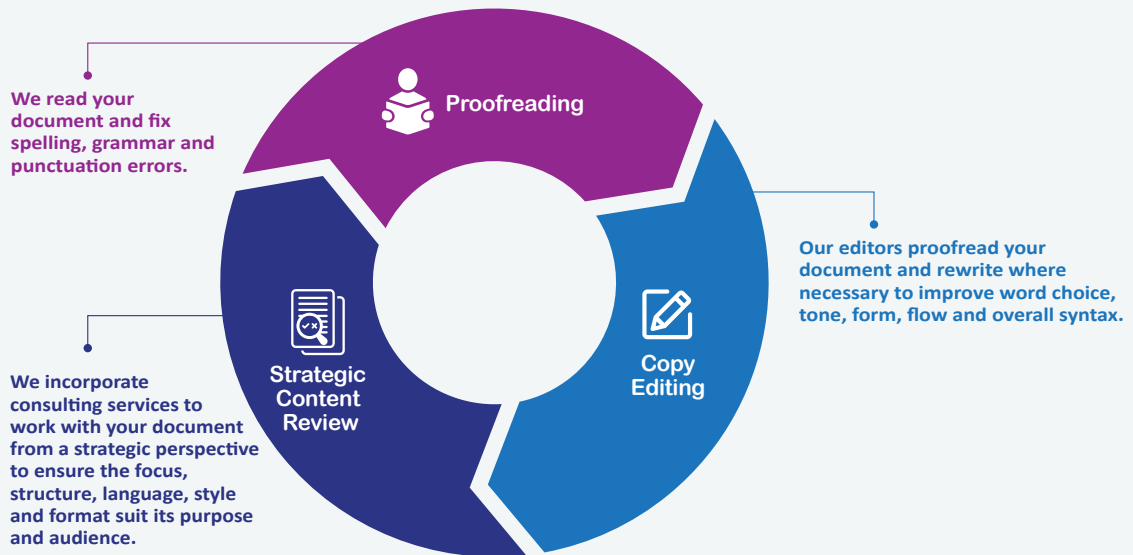 Proofreading
We read your
document and fix
spelling, grammar and
punctuation errors.
Copy
Editing
Our editors proofread your
document and rewrite where
necessary to improve word choice,
tone, form, flow and overall syntax.
Strategic
Content
Review
We incorporate
consulting services to
work with your document
from a strategic perspective
to ensure the focus,
structure, language, style
and format suit its purpose
and audience.